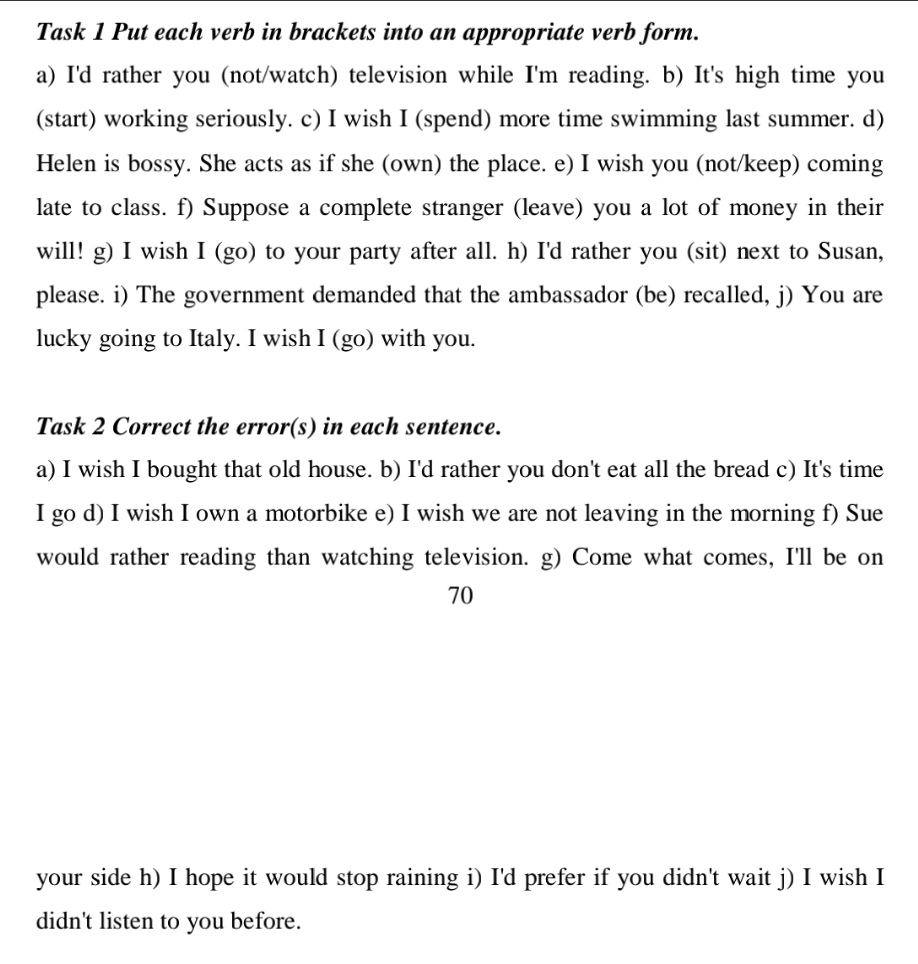 Task 1 Put each verb in brackets into an appropriate verb form.
a) I'd rather you (not/watch) television while I'm reading. b) It's high time you
(start) working seriously. c) I wish I (spend) more time swimming last summer. d)
Helen is bossy. She acts as if she (own) the place. e) I wish you (not/keep) coming
late to class. f) Suppose a complete stranger (leave) you a lot of money in their
will! g) I wish I (go) to your party after all. h) I'd rather you (sit) next to Susan,
please. i) The government demanded that the ambassador (be) recalled, j) You are
lucky going to Italy. I wish I (go) with you.
Task 2 Correct the error(s) in each sentence.
a) I wish I bought that old house. b) I'd rather you don't eat all the bread c) It's time
I go d) I wish I own a motorbike e) I wish we are not leaving in the morning f) Sue
would rather reading than watching television. g) Come what comes, I'll be on
70
your side h) I hope it would stop raining i) I'd prefer if you didn't wait j) I wish I
didn't listen to you before.